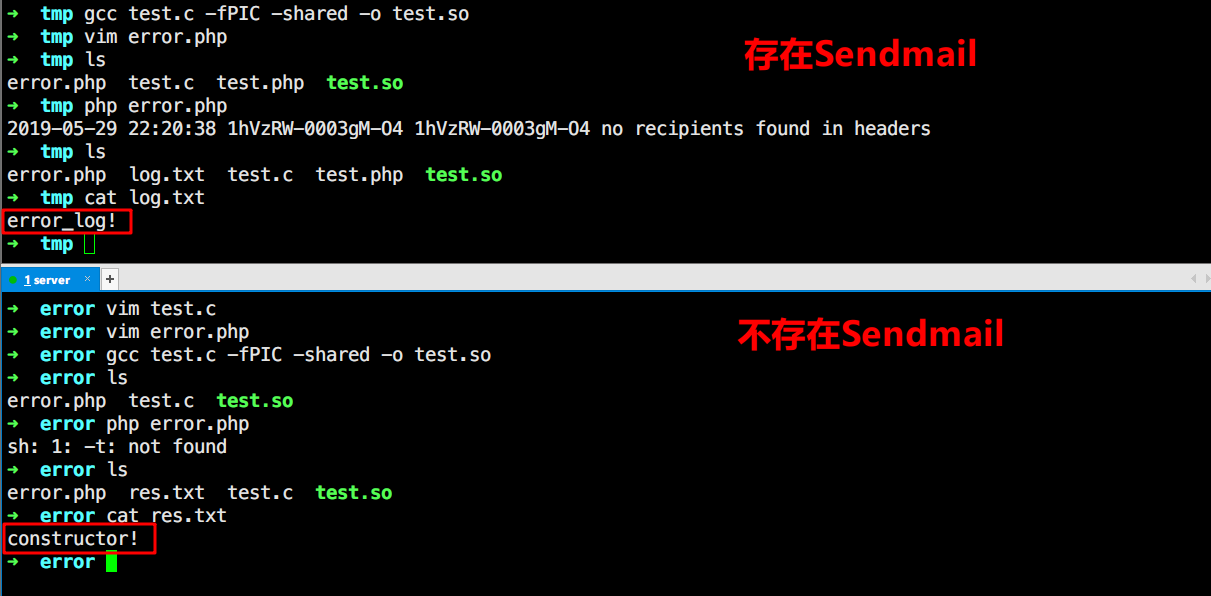 ➜ tmp gcc test.c -fPIC -shared -o test.so
➜ tmp vim error.php
➜ tmp ls
存在Sendmail
error.php test.c test.php test.so
➜ tmp php error.php
2019-05-29 22:20:38 1hVzRW-0003gM-O4 1hVzRW-0003gM-O4 no recipients found in headers
➜ tmp ls
error.php log.txt test.c test.php test.so
➜ tmp cat log.txt
error_log!
➜ tmp
1 server × +
➜ error vim test.c
➜ error vim error.php
不存在Sendmail
➜ error gcc test.c -fPIC -shared -o test.so
➜ error ls
error.php test.c test.so
➜ error php error.php
sh: 1: -t: not found
➜ error ls
error.php res.txt test.c test.so
➜ error cat res.txt
constructor!
➜ error